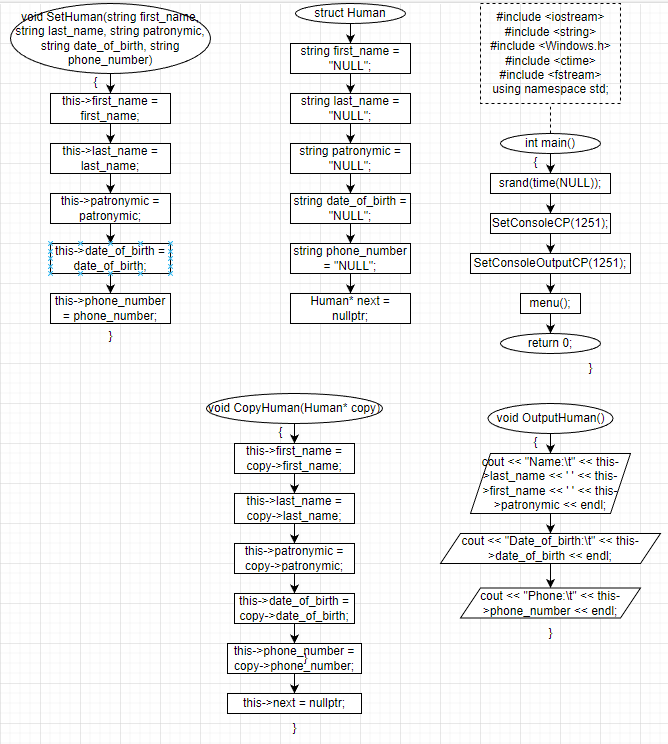 void SetHuman(string first_name,
string last_name, string patronymic,
string date_of_birth, string
phone_number)
{
this->first_name =
first_name;
this->last_name =
last_name;
this->patronymic =
patronymic;
this->date_of_birth =
date_of_birth;
this->phone_number
= phone_number;
}
struct Human
string first_name =
"NULL";
string last_name =
"NULL";
string patronymic =
"NULL";
string date_of_birth =
"NULL";
string phone_number
= "NULL";
Human* next =
nullptr;
#include <iostream>
#include <string>
#include <Windows.h>
#include <ctime>
#include <fstream>
using namespace std;
int main()
{
srand(time(NULL));
SetConsoleCP(1251);
SetConsoleOutputCP(1251);
menu();
return 0;
}
void CopyHuman(Human* copy)
{
this->first_name =
copy->first_name;
this->last_name =
copy->last_name;
this->patronymic =
copy->patronymic;
this->date_of_birth =
copy->date_of_birth;
this->phone_number =
copy->phone_number;
}
this->next = nullptr;
}
void OutputHuman()
{
cout << "Name:\t" << this-
>last_name << ' ' << this-
>first_name << ' ' << this-
>patronymic << endl;
cout << "Date_of_birth:\t" << this-
>date_of_birth << endl;
cout << "Phone:\t" << this-
>phone_number << endl;
}